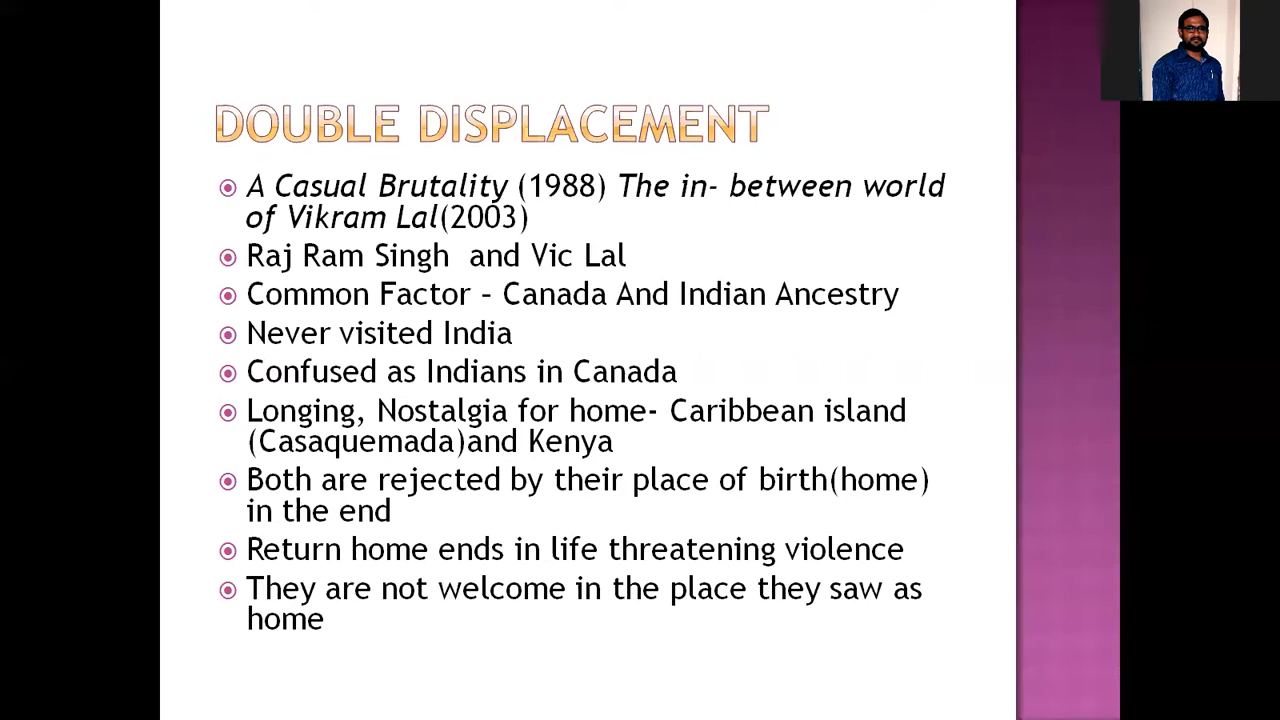 DOUBLE DISPLACEMENT
A Casual Brutality (1988) The in- between world
of Vikram Lal(2003)
Raj Ram Singh  and Vic Lal
Common Factor – Canada And Indian Ancestry
Never visited India
Confused as Indians in Canada
Longing, Nostalgia for home- Caribbean island
(Casaquemada)and Kenya
Both are rejected by their place of birth(home)
in the end
Return home ends in life threatening violence
They are not welcome in the place they saw as
home